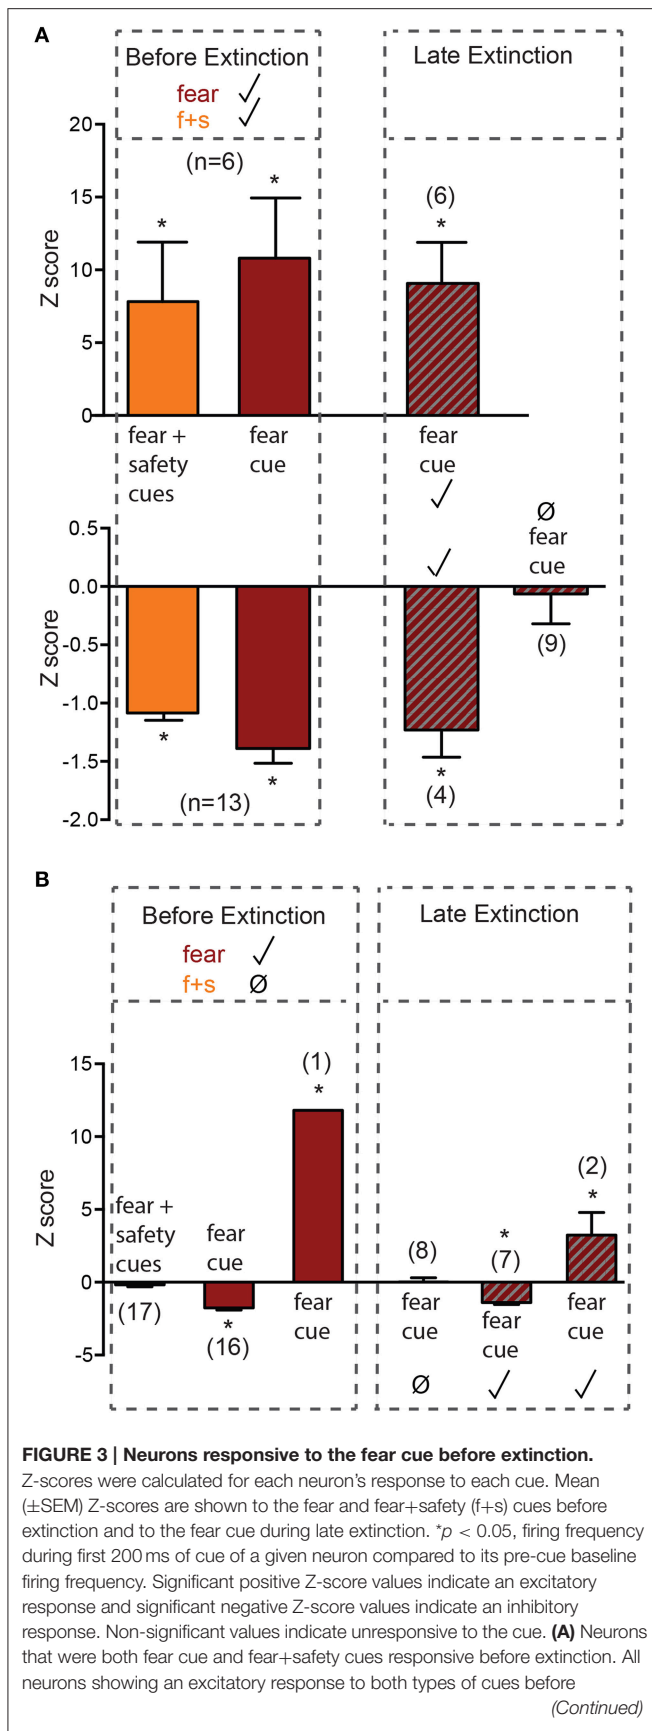 A
Before Extinction
Late Extinction
fear ✓
f+s ✓
20
(n=6)
*
*
15
(6)
*
10
5
0
Z score
fear +
safety
cues
fear
cue
fear
cue
✓
0.5
Ø
fear
cue
✓
0.0
-0.5
(9)
-1.0
*
-1.5
*
*
(4)
(n=13)
-2.0
Z score
B
Before Extinction
Late Extinction
fear ✓
f+s Ø
15
(1)
*
10
(2)
*
5
fear +
safety
cues
fear
cue
(8)
*
(7)
0
(17)
*
(16)
fear
cue
fear
cue
fear
cue
fear
cue
-5
Ø
✓
✓
Z score
FIGURE 3 | Neurons responsive to the fear cue before extinction.
Z-scores were calculated for each neuron's response to each cue. Mean
(±SEM) Z-scores are shown to the fear and fear+safety (f+s) cues before
extinction and to the fear cue during late extinction. *p < 0.05, firing frequency
during first 200 ms of cue of a given neuron compared to its pre-cue baseline
firing frequency. Significant positive Z-score values indicate an excitatory
response and significant negative Z-score values indicate an inhibitory
response. Non-significant values indicate unresponsive to the cue. (A) Neurons
that were both fear cue and fear+safety cues responsive before extinction. All
neurons showing an excitatory response to both types of cues before
(Continued)